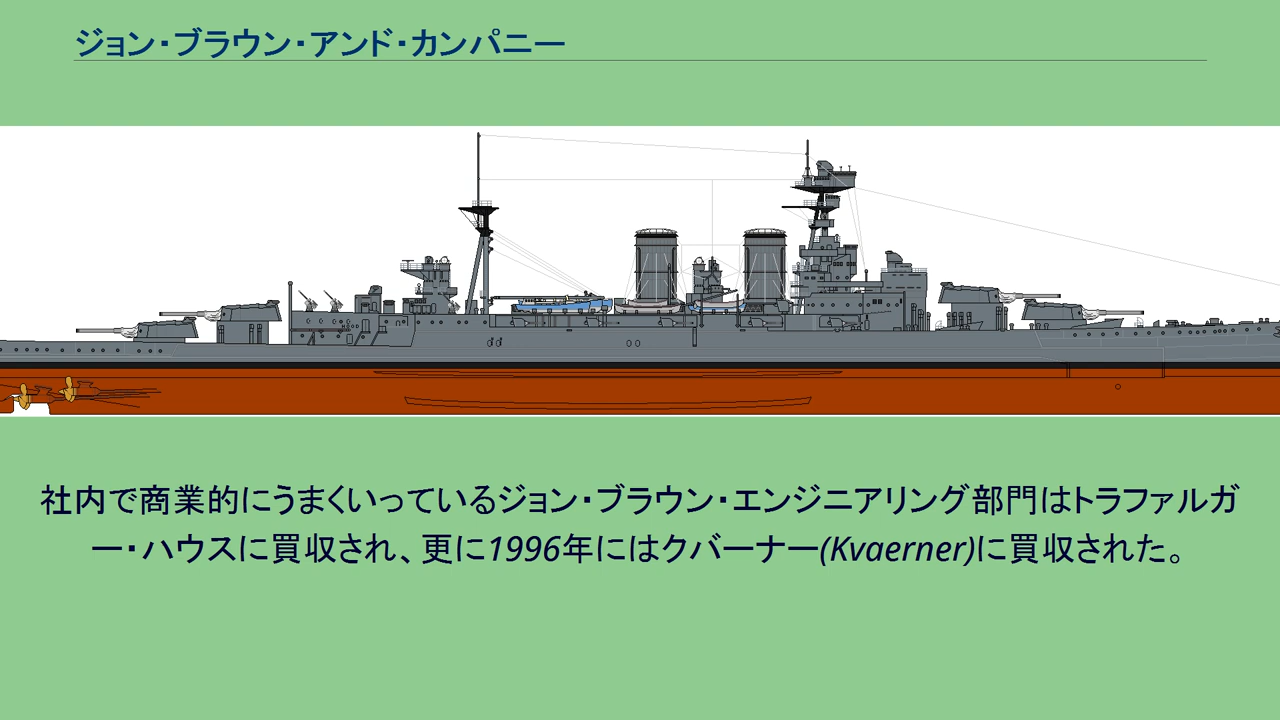 ジョン・ブラウン・アンド・カンパニー
社内で商業的にうまくいっているジョン・ブラウン・エンジニアリング部門はトラファルガ
ー・ハウスに買収され、更に1996年にはクバーナー(Kvaerner)に買収された。